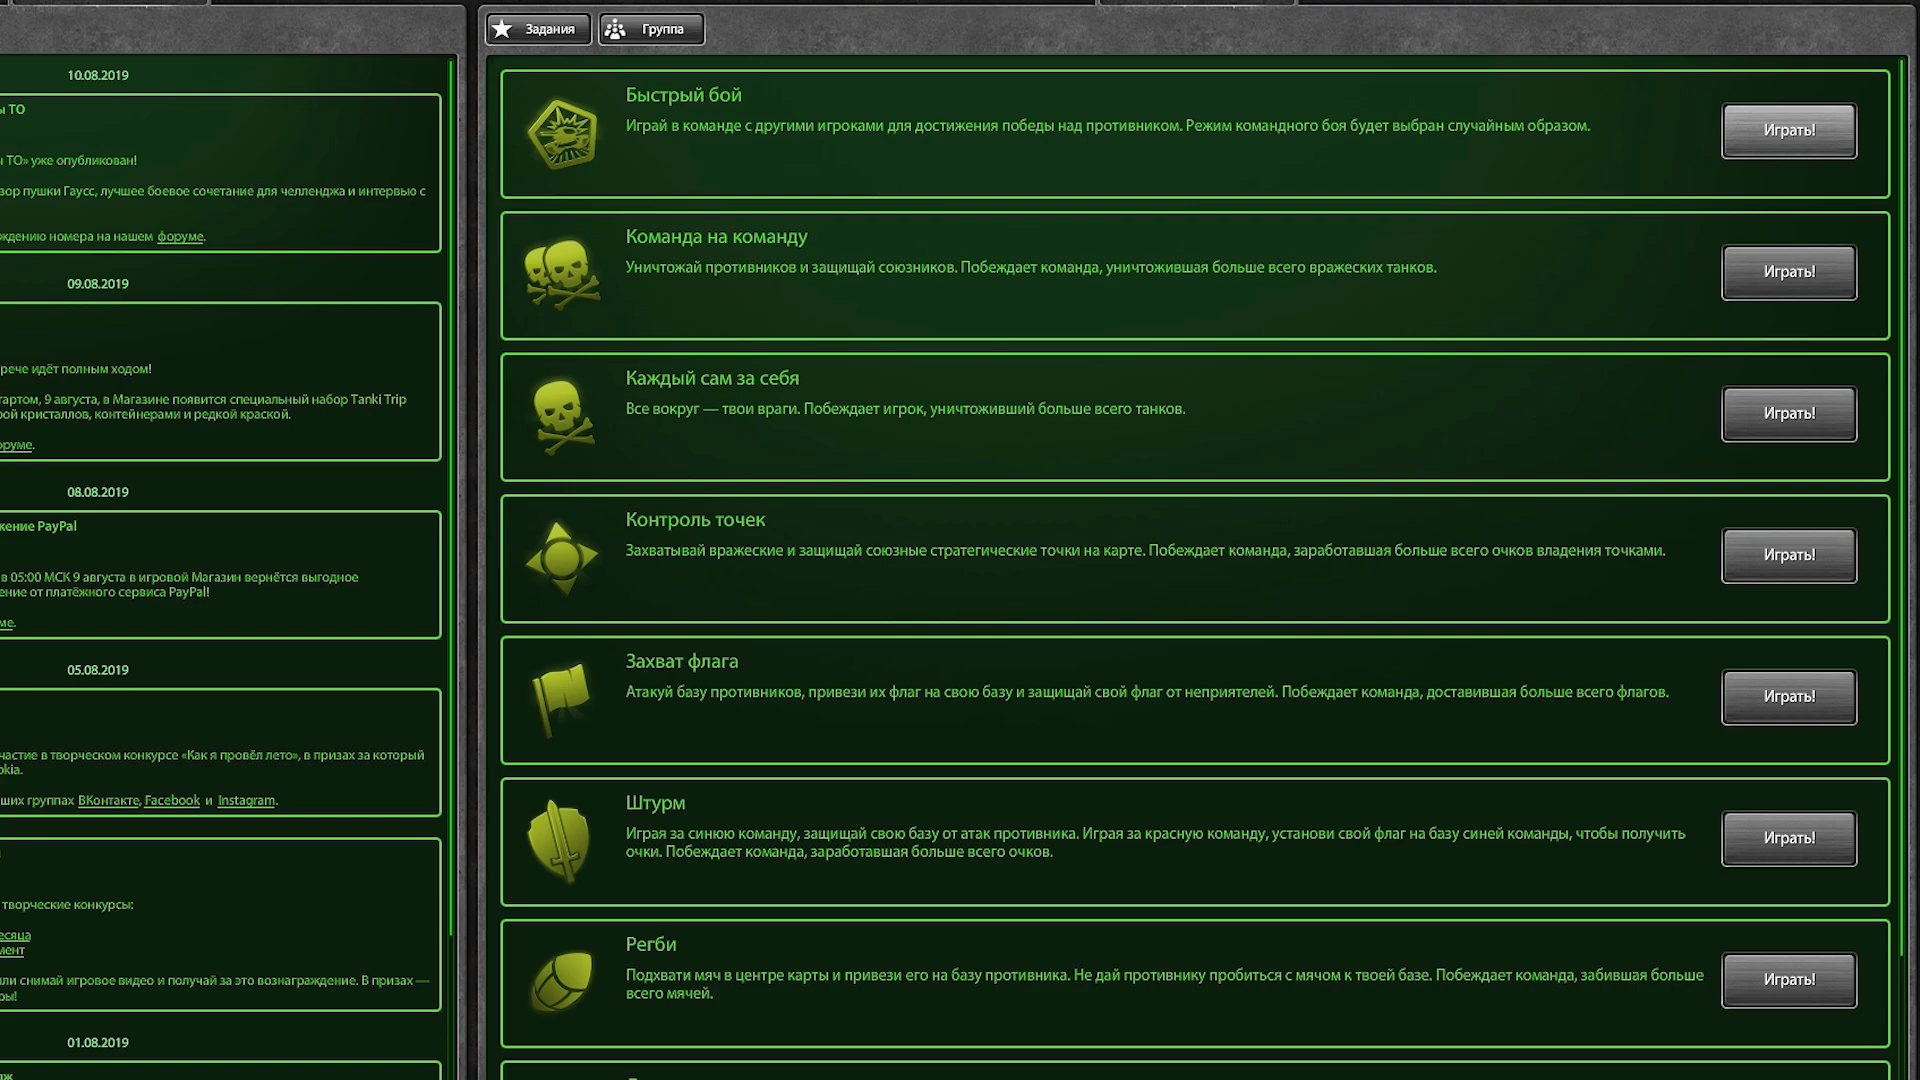 10.08.2019
ы ТО
ы ТО» уже опубликован!
зор пушки Гаусс, лучшее боевое сочетание для челленджа и интервью с
ждению номера на нашем форуме.
09.08.2019
рече идёт полным ходом!
тартом, 9 августа, в Магазине появится специальный набор Tanki Trip
рой кристаллов, контейнерами и редкой краской.
оруме.
08.08.2019
жение PayPal
в 05:00 МСК 9 августа в игровой Магазин вернётся выгодное
ение от платёжного сервиса PayPal!
ме.
05.08.2019
частие в творческом конкурсе «Как я провёл лето», в призах за который
okia.
ших группах ВКонтакте, Facebook и Instagram.
творческие конкурсы:
есяца
мент
или снимай игровое видео и получай за это вознаграждение. В призах —
ры!
01.08.2019
Задания
Группа
Быстрый бой
Играй в команде с другими игроками для достижения победы над противником. Режим командного боя будет выбран случайным образом.
Играть!
Команда на команду
Уничтожай противников и защищай союзников. Побеждает команда, уничтожившая больше всего вражеских танков.
Играть!
Каждый сам за себя
Все вокруг — твои враги. Побеждает игрок, уничтоживший больше всего танков.
Играть!
Контроль точек
Захватывай вражеские и защищай союзные стратегические точки на карте. Побеждает команда, заработавшая больше всего очков владения точками.
Играть!
Захват флага
Атакуй базу противников, привези их флаг на свою базу и защищай свой флаг от неприятелей. Побеждает команда, доставившая больше всего флагов.
Играть!
Штурм
Играя за синюю команду, защищай свою базу от атак противника. Играя за красную команду, установи свой флаг на базу синей команды, чтобы получить
очки. Побеждает команда, заработавшая больше всего очков.
Играть!
Регби
Подхвати мяч в центре карты и привези его на базу противника. Не дай противнику пробиться с мячом к твоей базе. Побеждает команда, забившая больше
всего мячей.
Играть!